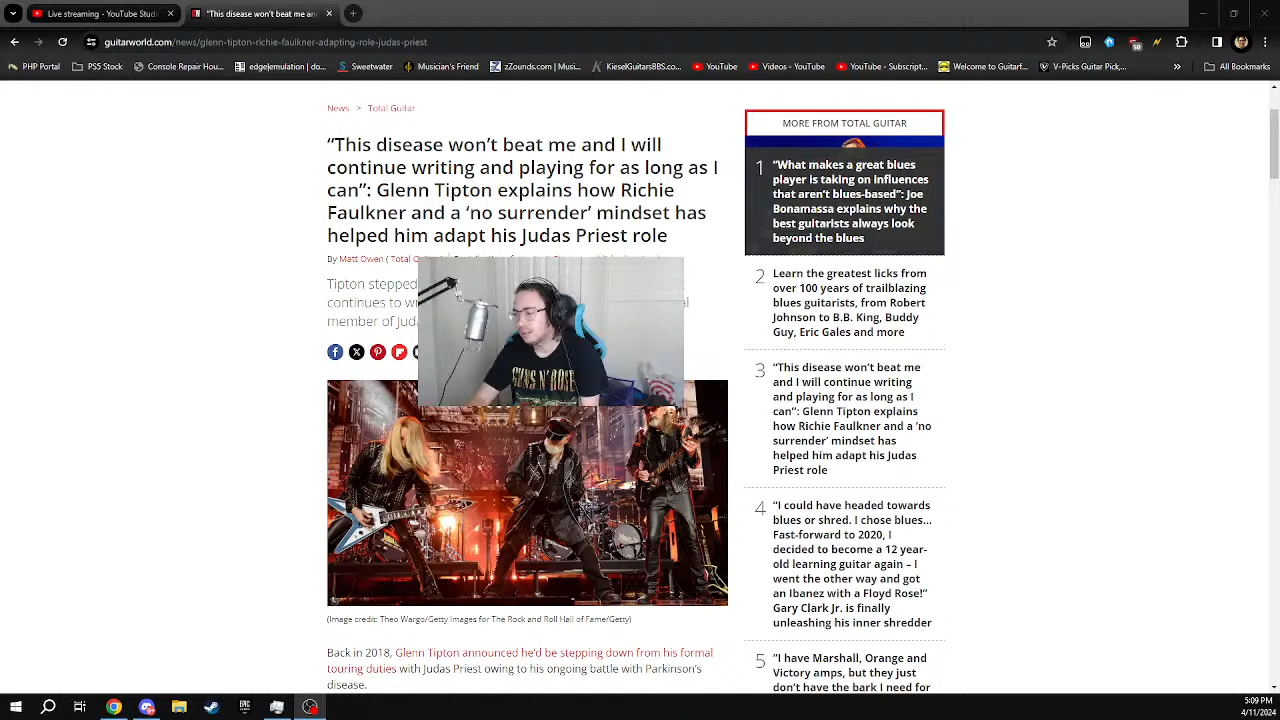 Live streaming - YouTube Studi
"This disease won't beat me an
guitarworld.com/news/glenn-tipton-richie-faulkner-adapting-role-judas-priest
50
PHP Portal
PS5 Stock
Console Repair Hou...
edge|emulation | do...
Sweetwater
Musician's Friend
zZounds.com | Musi...
KieselGuitarsBBS.co...
YouTube
Videos - YouTube
YouTube - Subscript...
Welcome to Guitarf...
V-Picks Guitar Pick,...
All Bookmarks
News > Total Guitar
“This disease won’t beat me and I will
continue writing and playing for as long as I
can”: Glenn Tipton explains how Richie
Faulkner and a ‘no surrender’ mindset has
helped him adapt his Judas Priest role
By Matt Owen ( Total
Tipton stepped
continues to w
member of Jud
GUNS N' ROSE
(Image credit: Theo Wargo/Getty Images for The Rock and Roll Hall of Fame/Getty)
Back in 2018, Glenn Tipton announced he’d be stepping down from his formal
touring duties with Judas Priest owing to his ongoing battle with Parkinson’s
disease.
MORE FROM TOTAL GUITAR
1
“What makes a great blues
player is taking on influences
that aren’t blues-based”: Joe
Bonamassa explains why the
best guitarists always look
beyond the blues
2
Learn the greatest licks from
over 100 years of trailblazing
blues guitarists, from Robert
Johnson to B.B. King, Buddy
Guy, Eric Gales and more
3
“This disease won’t beat me
and I will continue writing
and playing for as long as I
can”: Glenn Tipton explains
how Richie Faulkner and a ‘no
surrender’ mindset has
helped him adapt his Judas
Priest role
4
“I could have headed towards
blues or shred. I chose blues...
Fast-forward to 2020, I
decided to become a 12 year-
old learning guitar again – I
went the other way and got
an Ibanez with a Floyd Rose!”
Gary Clark Jr. is finally
unleashing his inner shredder
5
“I have Marshall, Orange and
Victory amps, but they just
don’t have the bark I need for
5:09 PM
4/11/2024